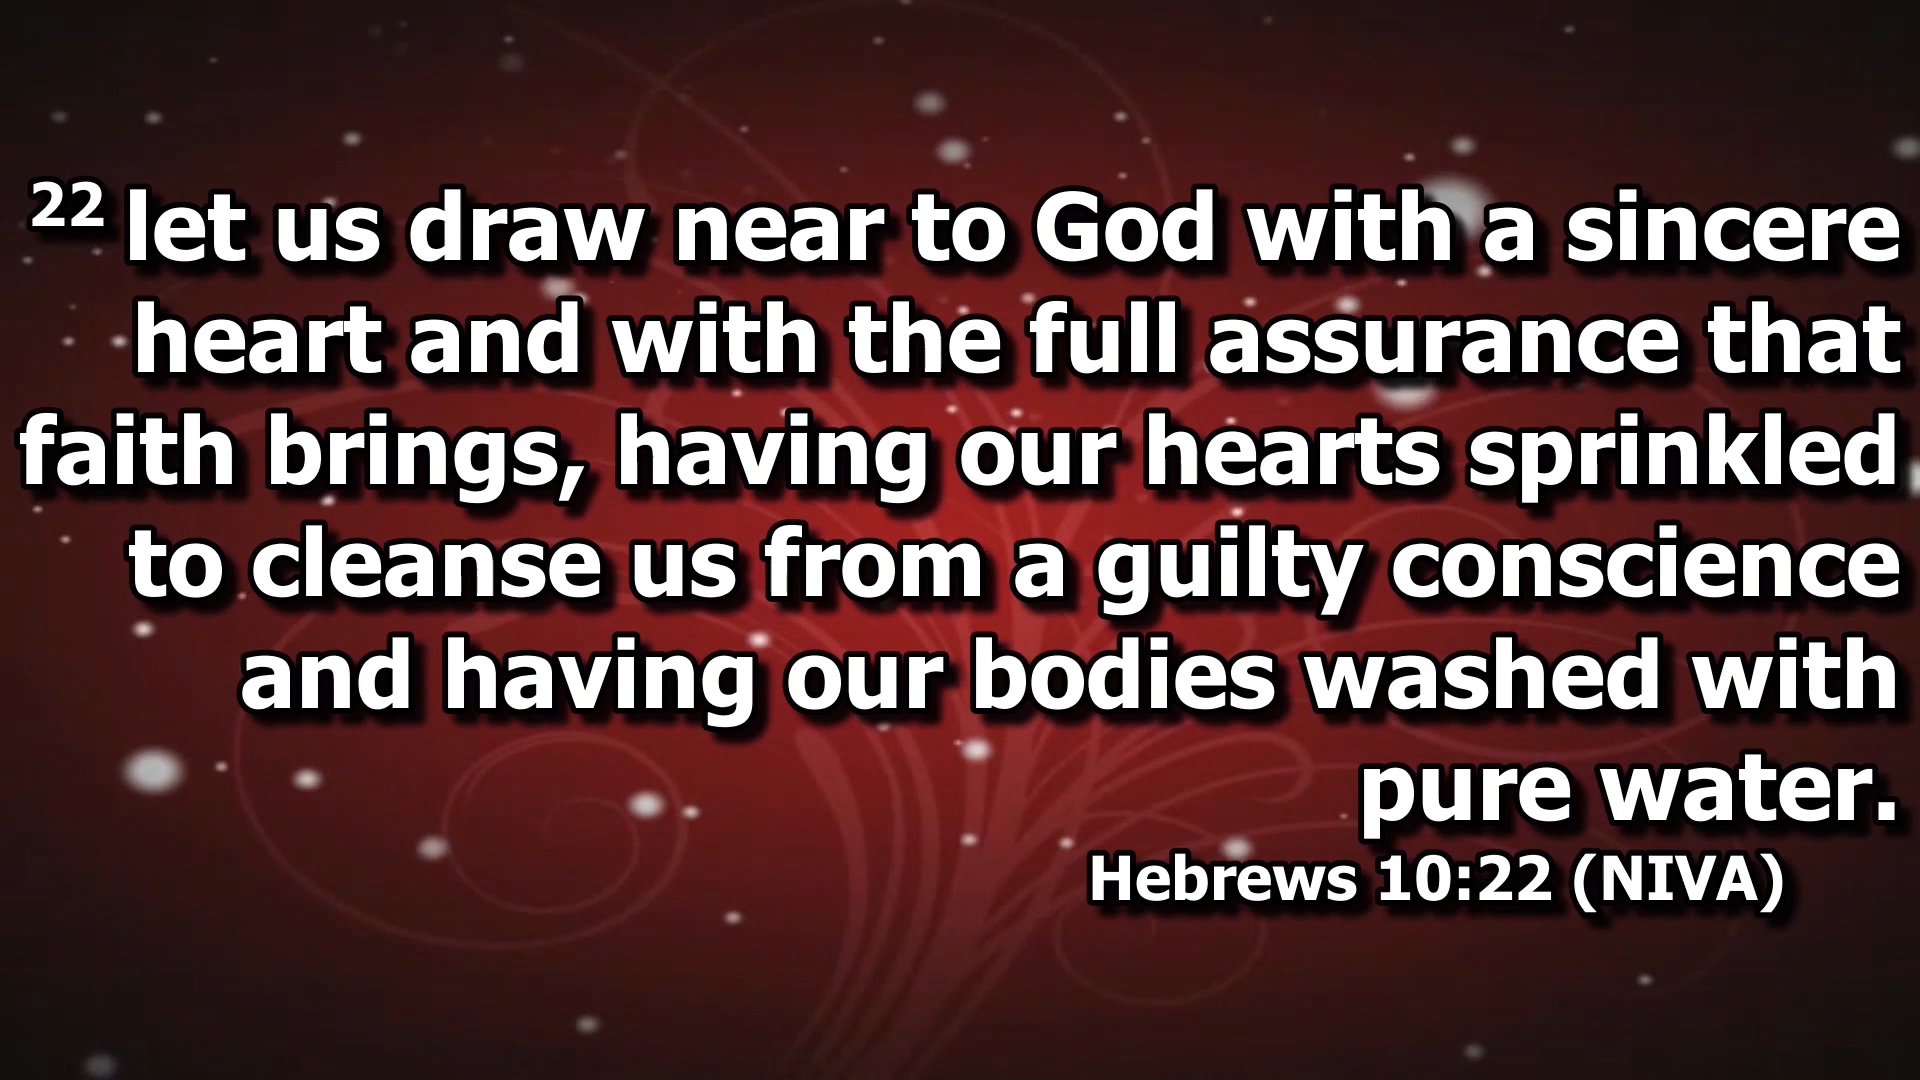 22 let us draw near to God with a sincere
heart and with the full assurance that
faith brings, having our hearts sprinkled
to cleanse us from a guilty conscience
and having our bodies washed with
pure water.
Hebrews 10:22 (NIVA)